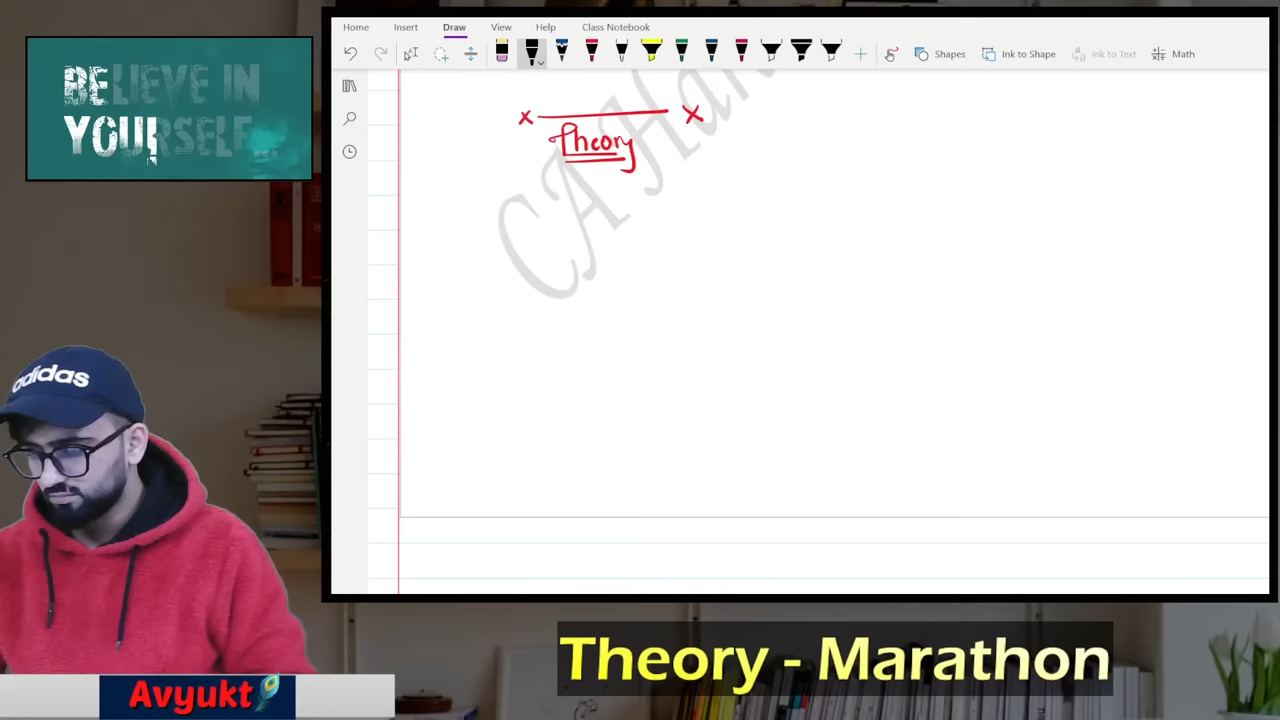 BELIEVE IN
YOURSELF...
Home Insert Draw View Help Class Notebook
Shapes Ink to Shape Ink to Text Math
x x
Theory
CA
adidas
Theory - Marathon
Avyukt